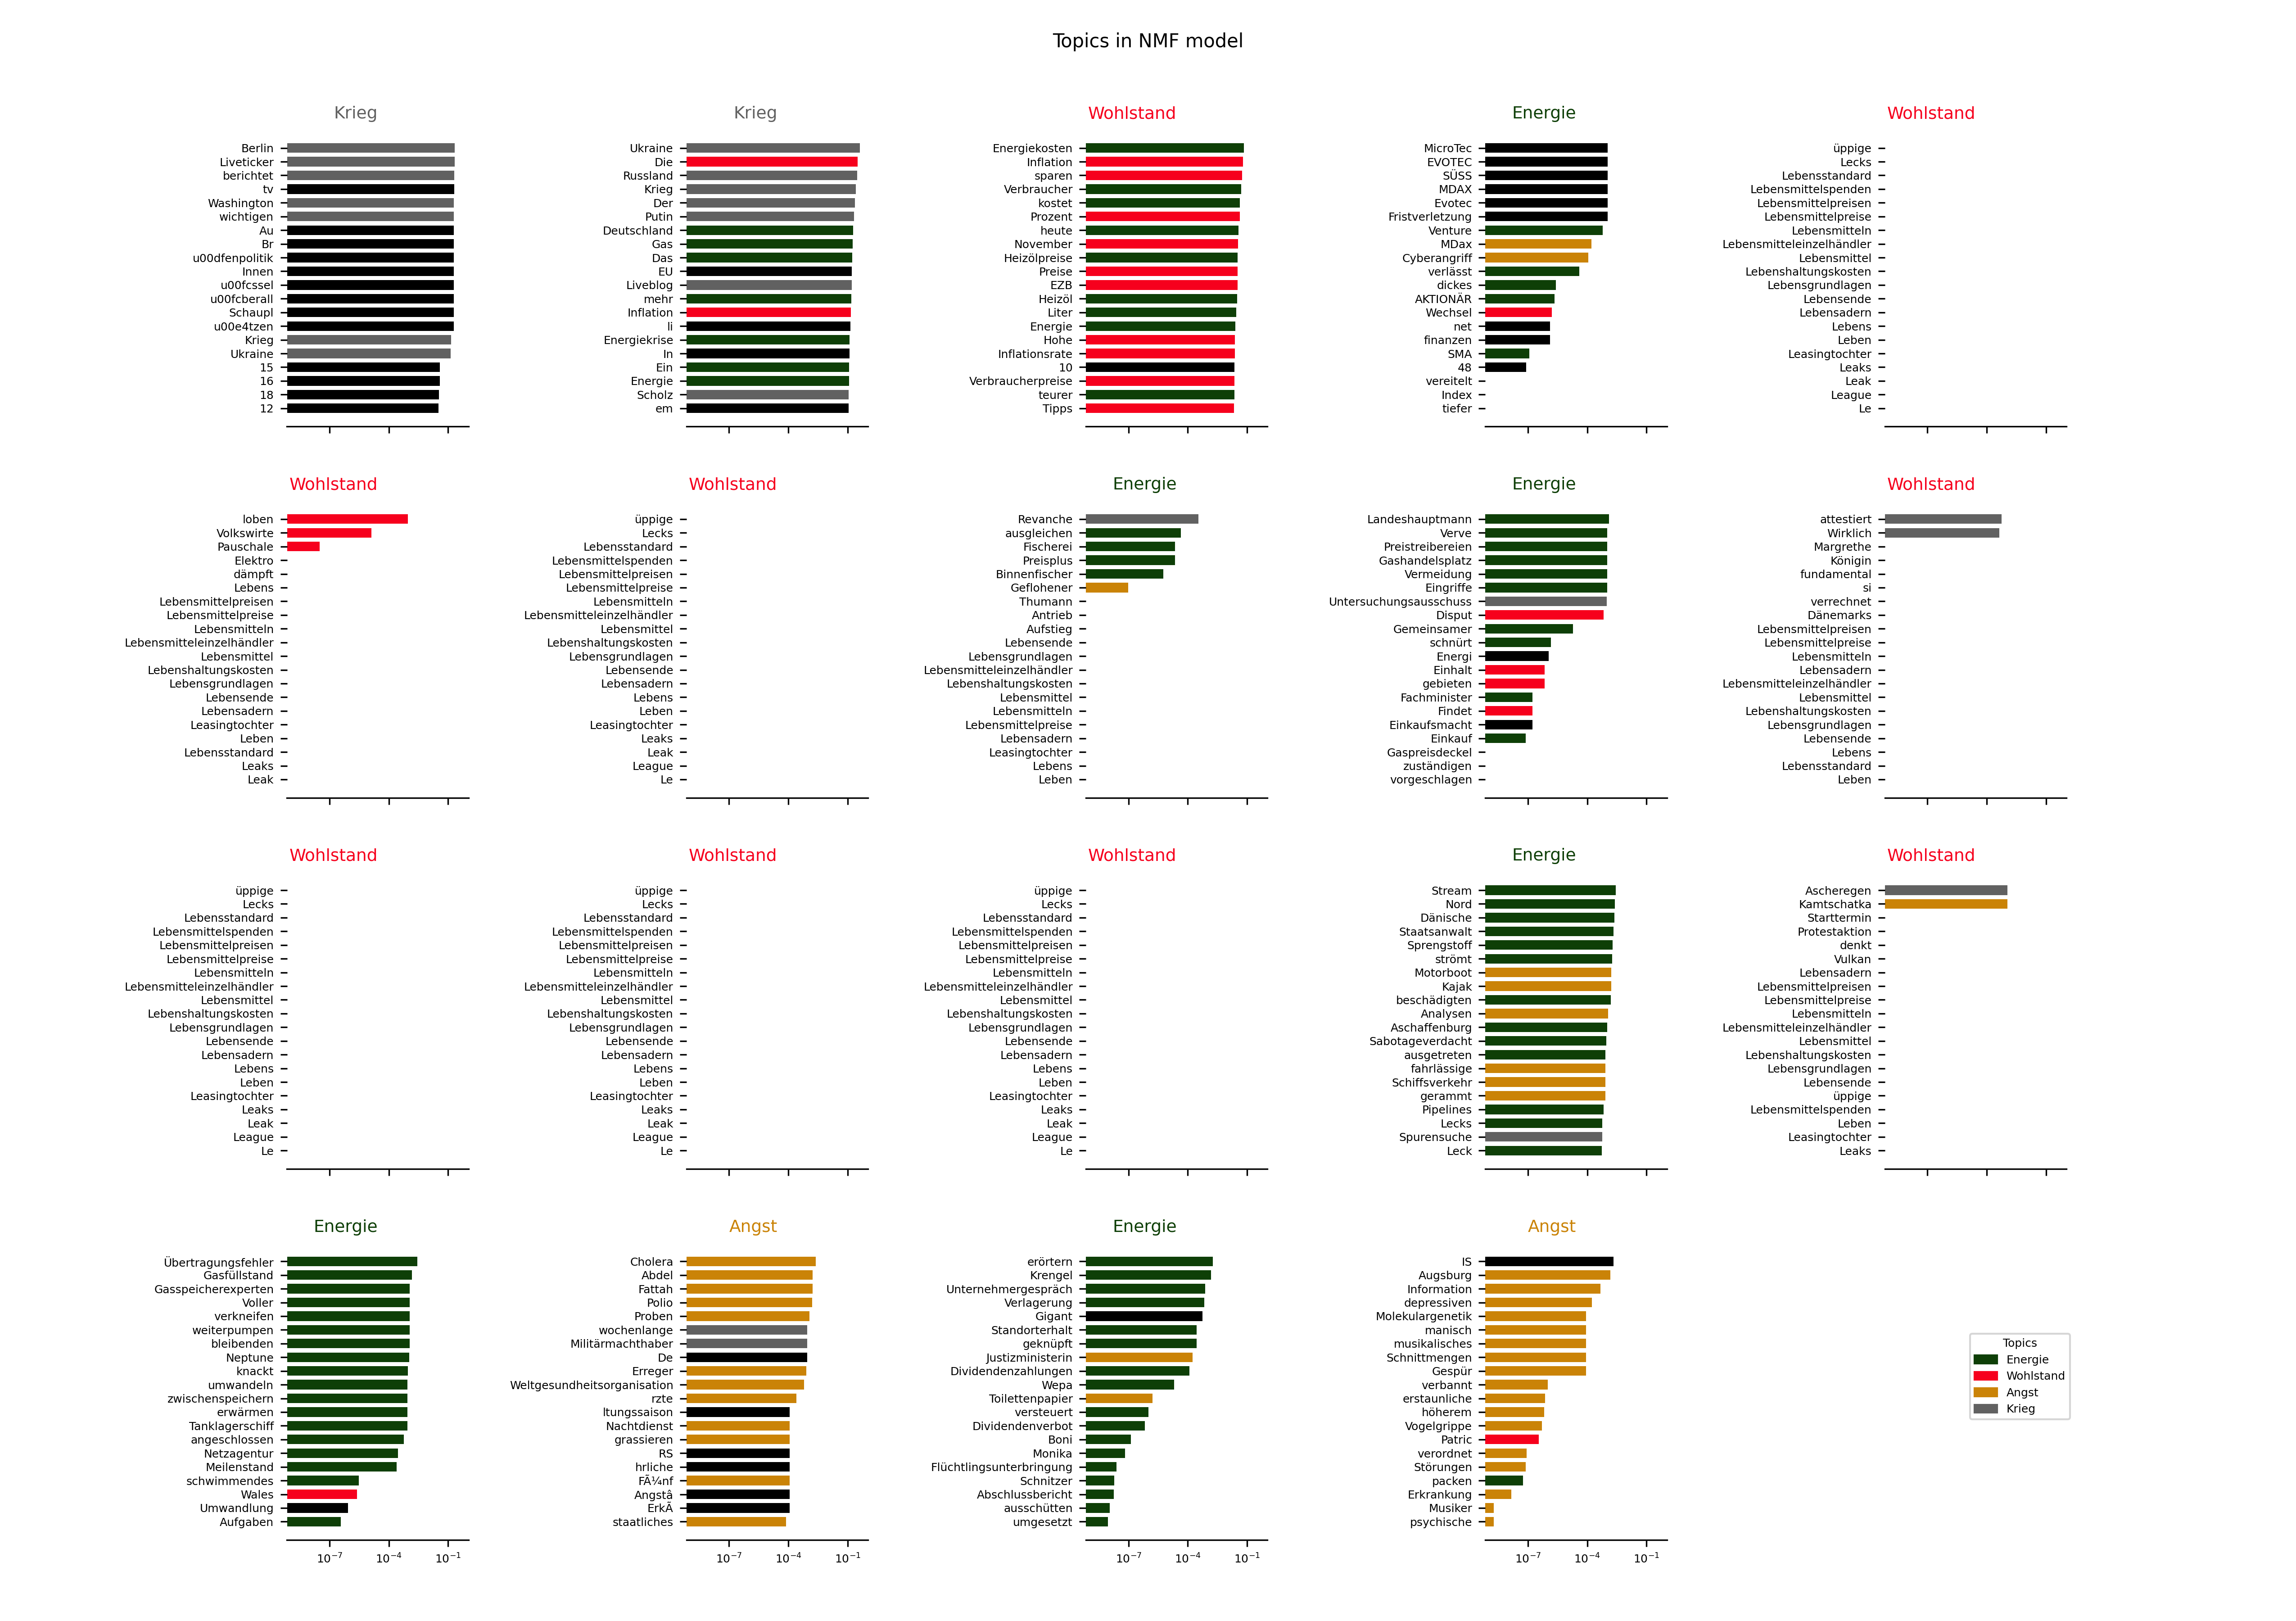 Topics in NMF model
Krieg
Berlin
Liveticker
berichtet
tv
Washington
wichtigen
Au
Br
u00dfenpolitik
Innen
u00fcssel
u00fcberall
Schaupl
u00e4tzen
Krieg
Ukraine
15
16
18
12
Krieg
Ukraine
Die
Russland
Krieg
Der
Putin
Deutschland
Gas
Das
EU
Liveblog
mehr
Inflation
li
Energiekrise
In
Ein
Energie
Scholz
em
Wohlstand
Energiekosten
Inflation
sparen
Verbraucher
kostet
Prozent
heute
November
Heizölpreise
Preise
EZB
Heizöl
Liter
Energie
Hohe
Inflationsrate
10
Verbraucherpreise
teurer
Tipps
Energie
MicroTec
EVOTEC
SÜSS
MDAX
Evotec
Fristverletzung
Venture
MDax
Cyberangriff
verlässt
dickes
AKTIONÄR
Wechsel
net
finanzen
SMA
48
vereitelt
Index
tiefer
Wohlstand
üppige
Lecks
Lebensstandard
Lebensmittelspenden
Lebensmittelpreisen
Lebensmittelpreise
Lebensmitteln
Lebensmitteleinzelhändler
Lebensmittel
Lebenshaltungskosten
Lebensgrundlagen
Lebensende
Lebensadern
Lebens
Leben
Leasingtochter
Leaks
Leak
League
Le
Wohlstand
loben
Volkswirte
Pauschale
Elektro
dämpft
Lebens
Lebensmittelpreisen
Lebensmittelpreise
Lebensmitteln
Lebensmitteleinzelhändler
Lebensmittel
Lebenshaltungskosten
Lebensgrundlagen
Lebensende
Lebensadern
Leasingtochter
Leben
Lebensstandard
Leaks
Leak
Wohlstand
üppige
Lecks
Lebensstandard
Lebensmittelspenden
Lebensmittelpreisen
Lebensmittelpreise
Lebensmitteln
Lebensmitteleinzelhändler
Lebensmittel
Lebenshaltungskosten
Lebensgrundlagen
Lebensende
Lebensadern
Lebens
Leben
Leasingtochter
Leaks
Leak
League
Le
Energie
Revanche
ausgleichen
Fischerei
Preisplus
Binnenfischer
Geflohener
Thumann
Antrieb
Aufstieg
Lebensende
Lebensgrundlagen
Lebensmitteleinzelhändler
Lebenshaltungskosten
Lebensmittel
Lebensmitteln
Lebensmittelpreise
Lebensadern
Leasingtochter
Lebens
Leben
Energie
Landeshauptmann
Verve
Preistreibereien
Gashandelsplatz
Vermeidung
Eingriffe
Untersuchungsausschuss
Disput
Gemeinsamer
schnürt
Energi
Einhalt
gebieten
Fachminister
Findet
Einkaufsmacht
Einkauf
Gaspreisdeckel
zuständigen
vorgeschlagen
Wohlstand
attestiert
Wirklich
Margrethe
Königin
fundamental
si
verrechnet
Dänemarks
Lebensmittelpreisen
Lebensmittelpreise
Lebensmitteln
Lebensadern
Lebensmitteleinzelhändler
Lebensmittel
Lebenshaltungskosten
Lebensgrundlagen
Lebensende
Lebens
Lebensstandard
Leben
Wohlstand
üppige
Lecks
Lebensstandard
Lebensmittelspenden
Lebensmittelpreisen
Lebensmittelpreise
Lebensmitteln
Lebensmitteleinzelhändler
Lebensmittel
Lebenshaltungskosten
Lebensgrundlagen
Lebensende
Lebensadern
Lebens
Leben
Leasingtochter
Leaks
Leak
League
Le
Wohlstand
üppige
Lecks
Lebensstandard
Lebensmittelspenden
Lebensmittelpreisen
Lebensmittelpreise
Lebensmitteln
Lebensmitteleinzelhändler
Lebensmittel
Lebenshaltungskosten
Lebensgrundlagen
Lebensende
Lebensadern
Lebens
Leben
Leasingtochter
Leaks
Leak
League
Le
Wohlstand
üppige
Lecks
Lebensstandard
Lebensmittelspenden
Lebensmittelpreisen
Lebensmittelpreise
Lebensmitteln
Lebensmitteleinzelhändler
Lebensmittel
Lebenshaltungskosten
Lebensgrundlagen
Lebensende
Lebensadern
Lebens
Leben
Leasingtochter
Leaks
Leak
League
Le
Energie
Stream
Nord
Dänische
Staatsanwalt
Sprengstoff
strömt
Motorboot
Kajak
beschädigten
Analysen
Aschaffenburg
Sabotageverdacht
ausgetreten
fahrlässige
Schiffsverkehr
gerammt
Pipelines
Lecks
Spurensuche
Leck
Wohlstand
Ascheregen
Kamtschatka
Starttermin
Protestaktion
denkt
Vulkan
Lebensadern
Lebensmittelpreisen
Lebensmittelpreise
Lebensmitteln
Lebensmitteleinzelhändler
Lebensmittel
Lebenshaltungskosten
Lebensgrundlagen
Lebensende
üppige
Lebensmittelspenden
Leben
Leasingtochter
Leaks
Energie
Übertragungsfehler
Gasfüllstand
Gasspeicherexperten
Voller
verkneifen
weiterpumpen
bleibenden
Neptune
knackt
umwandeln
zwischenspeichern
erwärmen
Tanklagerschiff
angeschlossen
Netzagentur
Meilenstand
schwimmendes
Wales
Umwandlung
Aufgaben
10⁻⁷ 10⁻⁴ 10⁻¹
Angst
Cholera
Abdel
Fattah
Polio
Proben
wochenlange
Militärmachthaber
De
Erreger
Weltgesundheitsorganisation
rzte
ltungssaison
Nachtdienst
grassieren
RS
hrliche
FÃ¼nf
Angstâ
ErkÃ
staatliches
10⁻⁷ 10⁻⁴ 10⁻¹
Energie
erörtern
Krengel
Unternehmergespräch
Verlagerung
Gigant
Standorterhalt
geknüpft
Justizministerin
Dividendenzahlungen
Wepa
Toilettenpapier
versteuert
Dividendenverbot
Boni
Monika
Flüchtlingsunterbringung
Schnitzer
Abschlussbericht
ausschütten
umgesetzt
10⁻⁷ 10⁻⁴ 10⁻¹
Angst
IS
Augsburg
Information
depressiven
Molekulargenetik
manisch
musikalisches
Schnittmengen
Gespür
verbannt
erstaunliche
höherem
Vogelgrippe
Patric
verordnet
Störungen
packen
Erkrankung
Musiker
psychische
10⁻⁷ 10⁻⁴ 10⁻¹
Topics
Energie
Wohlstand
Angst
Krieg